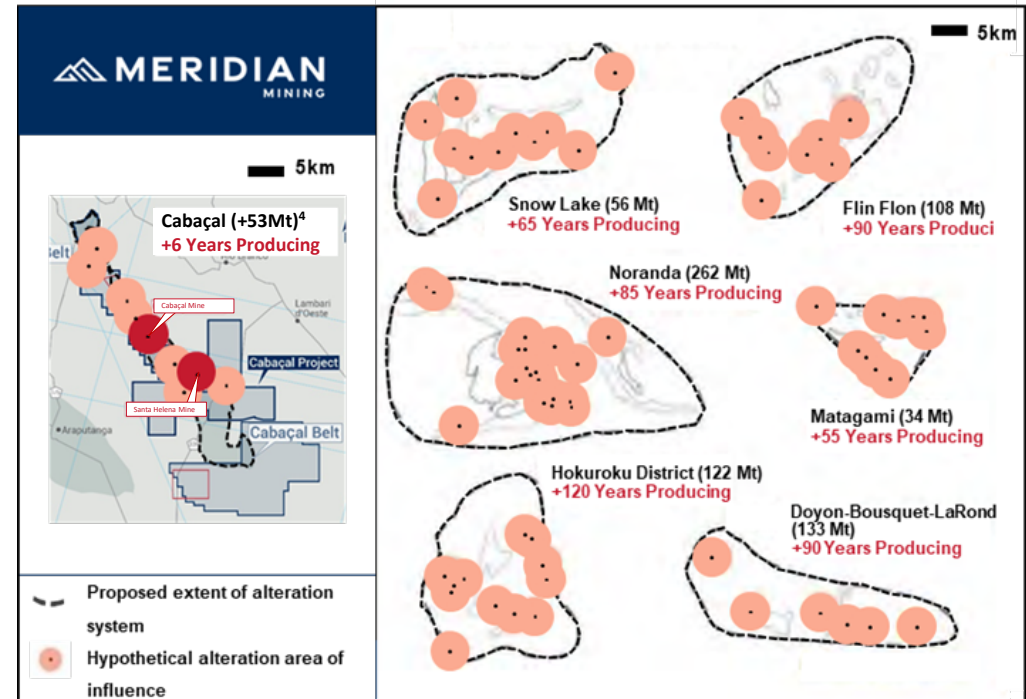 MERIDIAN
MINING
5km
Cabaçal (+53Mt)4
+6 Years Producing
Belt
Cabaçal Mine
Lambari
d'Oeste
Cabaçal Project
Santa Helena Mine
Araputanga
Cabaçal Belt
Proposed extent of alteration
system
Hypothetical alteration area of
influence
5km
Snow Lake (56 Mt)
+65 Years Producing
Flin Flon (108 Mt)
+90 Years Produci
Noranda (262 Mt)
+85 Years Producing
Matagami (34 Mt)
+55 Years Producing
Hokuroku District (122 Mt)
+120 Years Producing
Doyon-Bousquet-LaRond
(133 Mt)
+90 Years Producing